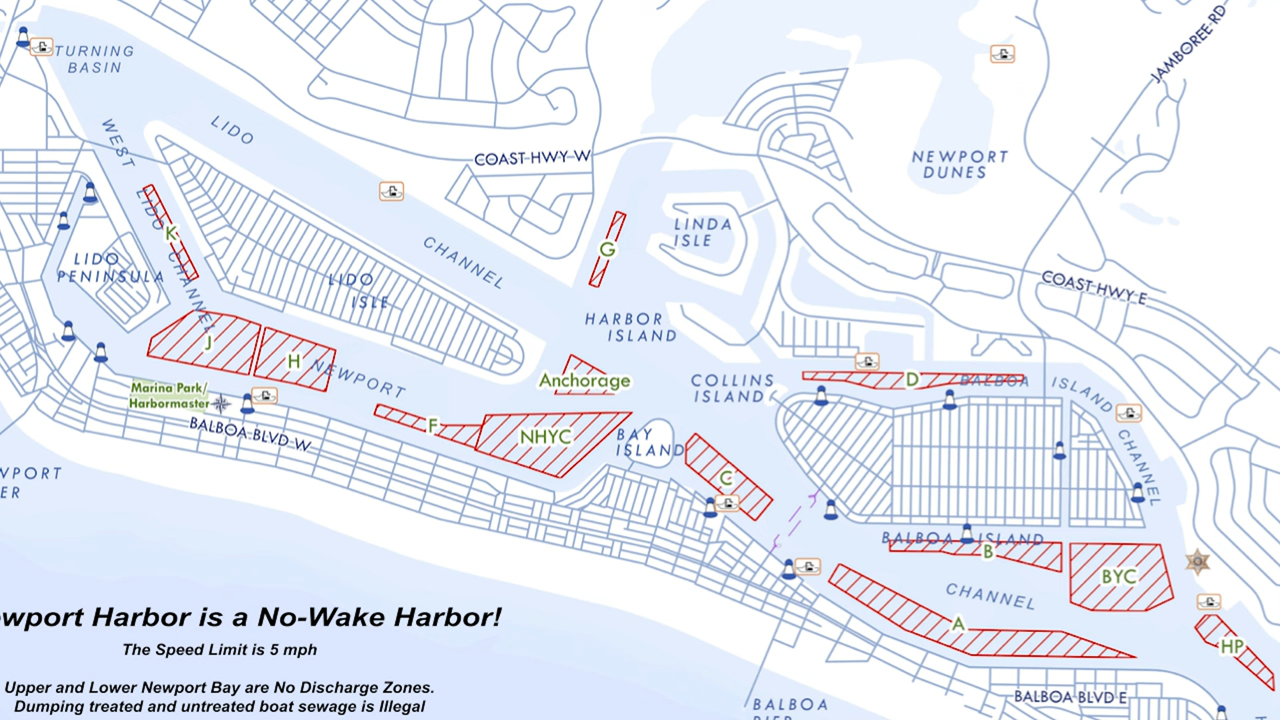 TURNING
BASIN
JAMBOREE RD
WEST
LIDO
CHANNEL
LIDO
COAST HWY W
NEWPORT
DUNES
LINDA
ISLE
K
G
CHANNEL
LIDO
PENINSULA
LIDO
ISLE
COAST HWY E
HARBOR
ISLAND
J
H
NEWPORT
Anchorage
COLLINS
ISLAND
D
BALBOA
ISLAND
CHANNEL
Marina Park/
Harbormaster
BALBOA BLVD W
F
NHYC
BAY
ISLAND
C
BALBOA ISLAND
B
BYC
CHANNEL
A
HP
WPORT
ER
wport Harbor is a No-Wake Harbor!
The Speed Limit is 5 mph
Upper and Lower Newport Bay are No Discharge Zones.
Dumping treated and untreated boat sewage is Illegal
BALBOA BLVD E
BALBOA
PIER